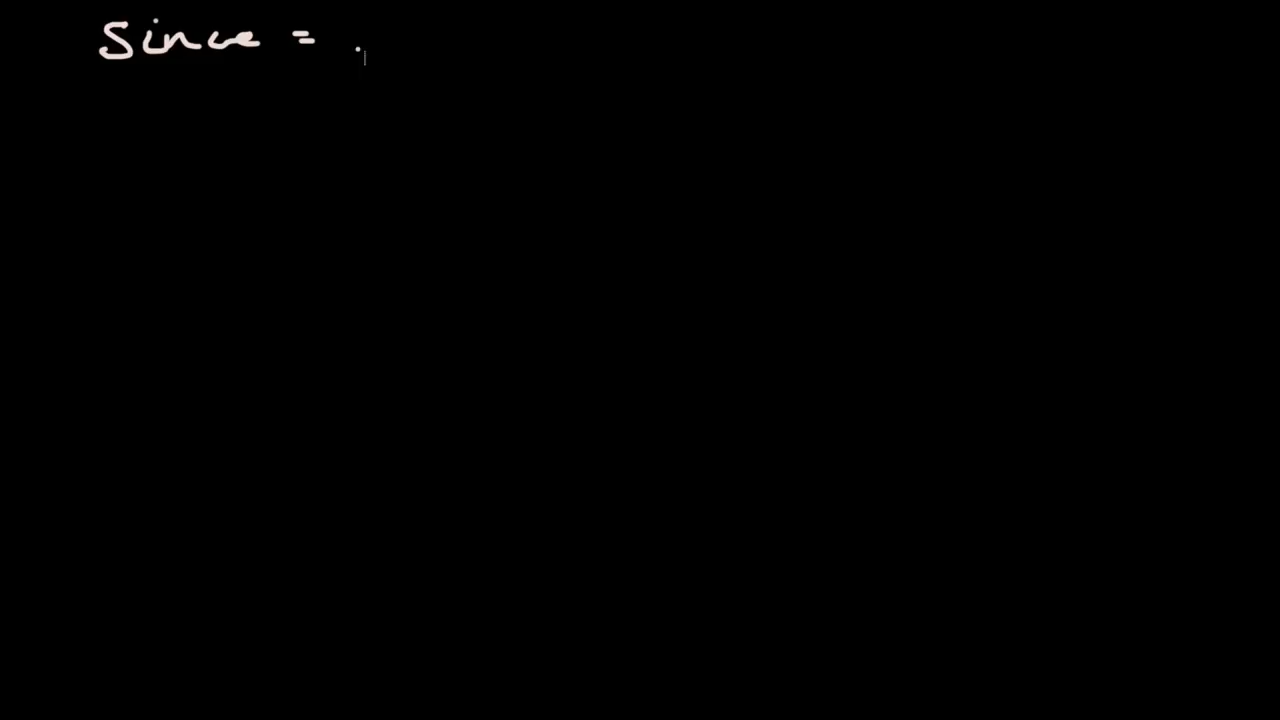 Since = .